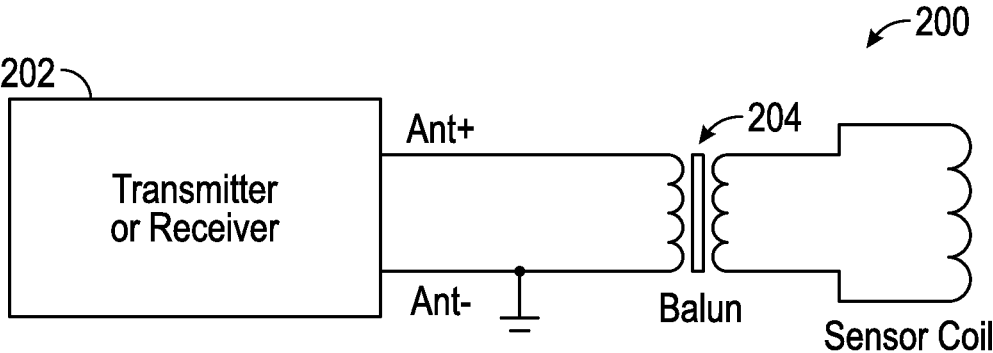 200
202
Ant+
204
Transmitter
or Receiver
Ant-
Balun
Sensor Coil